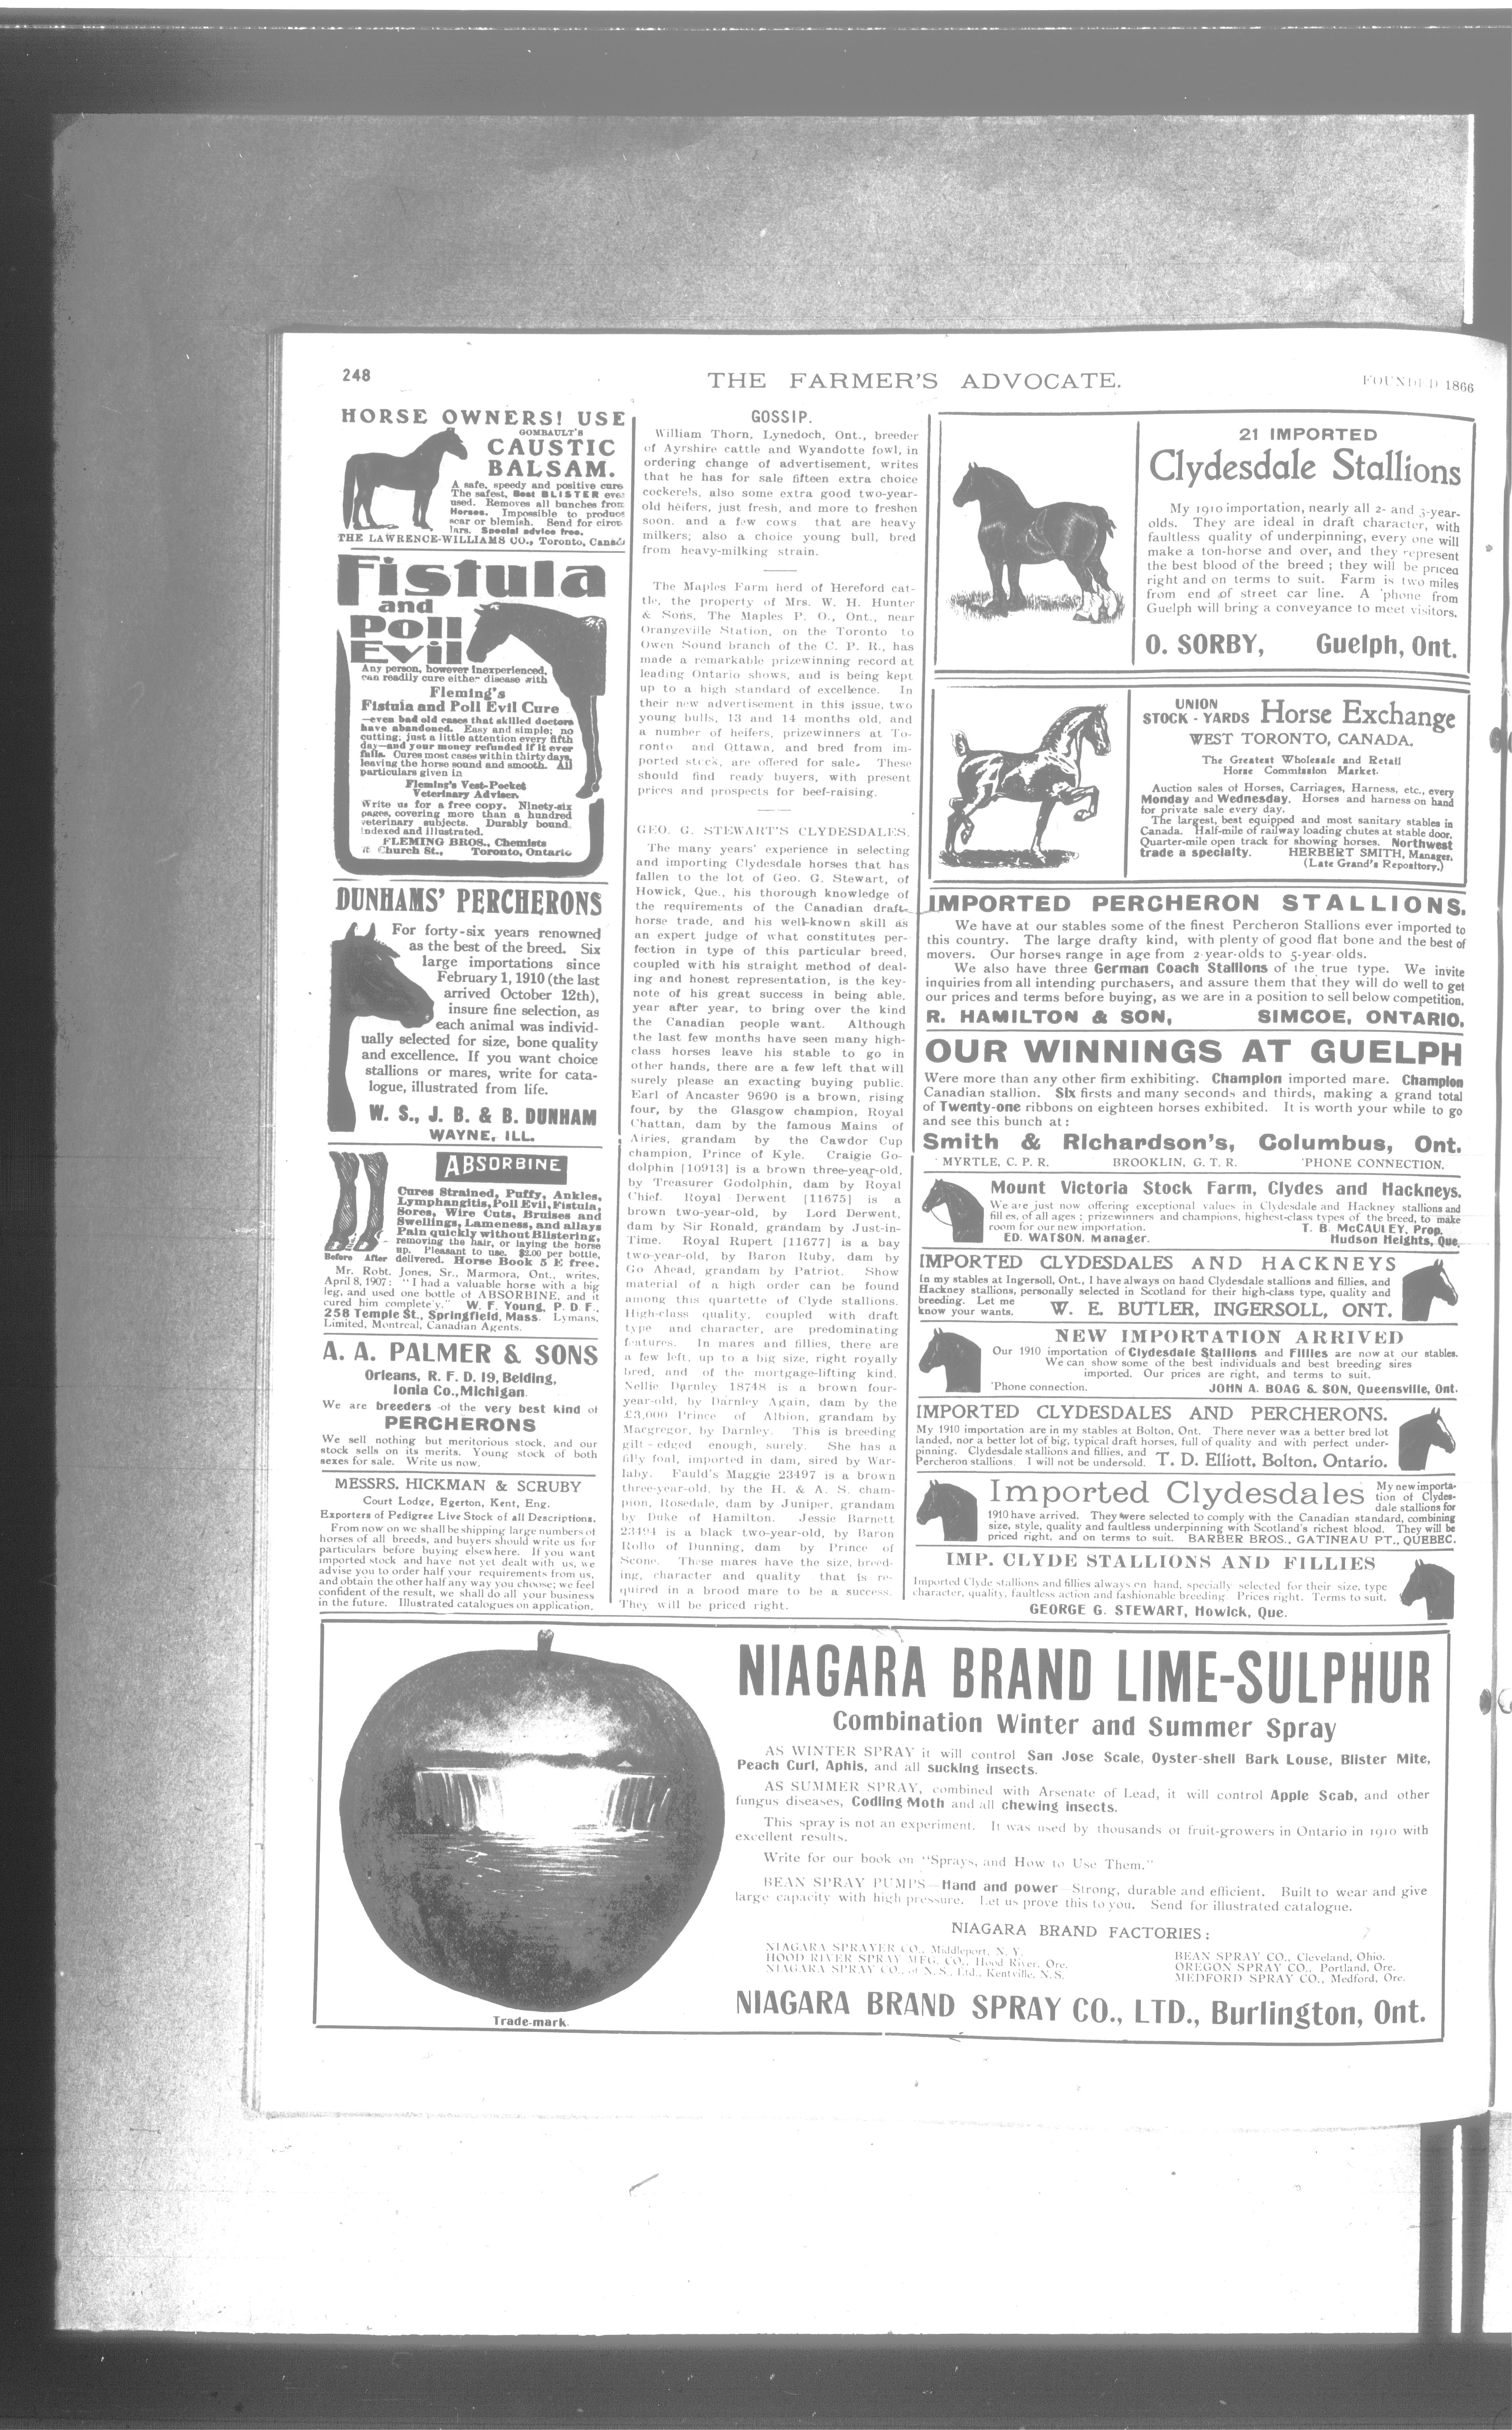 248
THE FARMER'S ADVOCATE.
FOUNDED 1866
HORSE OWNERS! USE
GOMBAULT'S
CAUSTIC
BALSAM.
A safe, speedy and positive cure
The safest, Best BLISTER ever
used. Removes all bunches from
Horses. Impossible to produce
scar or blemish. Send for circu
lars. Special advice free.
THE LAWRENCE-WILLIAMS CO., Toronto, Canada
Fistula
and
Poll
Evil
Any person, however inexperienced,
can readily cure either disease with
Fleming's
Fistula and Poll Evil Cure
—even bad old cases that skilled doctors
have abandoned. Easy and simple; no
cutting; just a little attention every fifth
day—and your money refunded if it ever
fails. Cures most cases within thirty days,
leaving the horse sound and smooth. All
particulars given in
Fleming's Vest-Pocket
Veterinary Adviser.
Write us for a free copy. Ninety-six
pages, covering more than a hundred
veterinary subjects. Durably bound,
indexed and illustrated.
FLEMING BROS., Chemists
Church St., Toronto, Ontario
DUNHAMS' PERCHERONS
For forty-six years renowned
as the best of the breed. Six
large importations since
February 1, 1910 (the last
arrived October 12th),
insure fine selection, as
each animal was individ-
ually selected for size, bone quality
and excellence. If you want choice
stallions or mares, write for cata-
logue, illustrated from life.
W. S., J. B. & B. DUNHAM
WAYNE, ILL.
ABSORBINE
Cures Strained, Puffy, Ankles,
Lymphangitis, Poll Evil, Fistula,
Sores, Wire Cuts, Bruises and
Swellings, Lameness, and allays
Pain quickly without Blistering,
removing the hair, or laying the horse
up. Pleasant to use. $2.00 per bottle,
Before After delivered. Horse Book 5 E free.
Mr. Robt. Jones, Sr., Marmora, Ont., writes,
April 8, 1907: "I had a valuable horse with a big
leg, and used one bottle of ABSORBINE, and it
cured him completely." W. F. Young, P. D. F.,
258 Temple St., Springfield, Mass. Lymans,
Limited, Montreal, Canadian Agents.
A. A. PALMER & SONS
Orleans, R. F. D. 19, Belding,
Ionia Co., Michigan.
We are breeders of the very best kind of
PERCHERONS
We sell nothing but meritorious stock, and our
stock sells on its merits. Young stock of both
sexes for sale. Write us now.
MESSRS. HICKMAN & SCRUBY
Court Lodge, Egerton, Kent, Eng.
Exporters of Pedigree Live Stock of all Descriptions.
From now on we shall be shipping large numbers of
horses of all breeds, and buyers should write us for
particulars before buying elsewhere. If you want
imported stock and have not yet dealt with us, we
advise you to order half your requirements from us,
and obtain the other half any way you choose; we feel
confident of the result, we shall do all your business
in the future. Illustrated catalogues on application.
GOSSIP.
William Thorn, Lynedoch, Ont., breeder
of Ayrshire cattle and Wyandotte fowl, in
ordering change of advertisement, writes
that he has for sale fifteen extra choice
cockerels, also some extra good two-year-
old heifers, just fresh, and more to freshen
soon, and a few cows that are heavy
milkers; also a choice young bull, bred
from heavy-milking strain.
The Maples Farm herd of Hereford cat-
tle, the property of Mrs. W. H. Hunter
& Sons, The Maples P. O., Ont., near
Orangeville Station, on the Toronto to
Owen Sound branch of the C. P. R., has
made a remarkable prizewinning record at
leading Ontario shows, and is being kept
up to a high standard of excellence. In
their new advertisement in this issue, two
young bulls, 13 and 14 months old, and
a number of heifers, prizewinners at To-
ronto and Ottawa, and bred from im-
ported stock, are offered for sale. These
should find ready buyers, with present
prices and prospects for beef-raising.
GEO. G. STEWART'S CLYDESDALES.
The many years' experience in selecting
and importing Clydesdale horses that has
fallen to the lot of Geo. G. Stewart, of
Howick, Que., his thorough knowledge of
the requirements of the Canadian draft-
horse trade, and his well-known skill as
an expert judge of what constitutes per-
fection in type of this particular breed,
coupled with his straight method of deal-
ing and honest representation, is the key-
note of his great success in being able,
year after year, to bring over the kind
the Canadian people want. Although
the last few months have seen many high-
class horses leave his stable to go in
other hands, there are a few left that will
surely please an exacting buying public.
Earl of Ancaster 9690 is a brown, rising
four, by the Glasgow champion, Royal
Chattan, dam by the famous Mains of
Airies, grandam by the Cawdor Cup
champion, Prince of Kyle. Craigie Go-
dolphin [10913] is a brown three-year-old,
by Treasurer Godolphin, dam by Royal
Chief. Royal Derwent [11675] is a
brown two-year-old, by Lord Derwent,
dam by Sir Ronald, grandam by Just-in-
Time. Royal Rupert [11677] is a bay
two-year-old, by Baron Ruby, dam by
Go Ahead, grandam by Patriot. Show
material of a high order can be found
among this quartette of Clyde stallions.
High-class quality, coupled with draft
type and character, are predominating
features. In mares and fillies, there are
a few left, up to a big size, right royally
bred, and of the mortgage-lifting kind.
Nellie Darnley 18748 is a brown four-
year-old, by Darnley Again, dam by the
£3,000 Prince of Albion, grandam by
Macgregor, by Darnley. This is breeding
gilt-edged enough, surely. She has a
filly foal, imported in dam, sired by War-
laby. Fauld's Maggie 23497 is a brown
three-year-old, by the H. & A. S. cham-
pion, Rosedale, dam by Juniper, grandam
by Duke of Hamilton. Jessie Barnett
23494 is a black two-year-old, by Baron
Rollo of Dunning, dam by Prince of
Scone. These mares have the size, breed-
ing, character and quality that is re-
quired in a brood mare to be a success.
They will be priced right.
21 IMPORTED
Clydesdale Stallions
My 1910 importation, nearly all 2- and 3-year-
olds. They are ideal in draft character, with
faultless quality of underpinning, every one will
make a ton-horse and over, and they represent
the best blood of the breed; they will be priced
right and on terms to suit. Farm is two miles
from end of street car line. A 'phone from
Guelph will bring a conveyance to meet visitors.
O. SORBY, Guelph, Ont.
UNION
STOCK-YARDS Horse Exchange
WEST TORONTO, CANADA.
The Greatest Wholesale and Retail
Horse Commission Market.
Auction sales of Horses, Carriages, Harness, etc., every
Monday and Wednesday. Horses and harness on hand
for private sale every day.
The largest, best equipped and most sanitary stables in
Canada. Half-mile of railway loading chutes at stable door.
Quarter-mile open track for showing horses. Northwest
trade a specialty. HERBERT SMITH, Manager.
(Late Grand's Repository.)
IMPORTED PERCHERON STALLIONS.
We have at our stables some of the finest Percheron Stallions ever imported to
this country. The large drafty kind, with plenty of good flat bone and the best of
movers. Our horses range in age from 2-year-olds to 5-year-olds.
We also have three German Coach Stallions of the true type. We invite
inquiries from all intending purchasers, and assure them that they will do well to get
our prices and terms before buying, as we are in a position to sell below competition.
R. HAMILTON & SON, SIMCOE, ONTARIO.
OUR WINNINGS AT GUELPH
Were more than any other firm exhibiting. Champion imported mare. Champion
Canadian stallion. Six firsts and many seconds and thirds, making a grand total
of Twenty-one ribbons on eighteen horses exhibited. It is worth your while to go
and see this bunch at:
Smith & Richardson's, Columbus, Ont.
MYRTLE, C. P. R. BROOKLIN, G. T. R. 'PHONE CONNECTION.
Mount Victoria Stock Farm, Clydes and Hackneys.
We are just now offering exceptional values in Clydesdale and Hackney stallions and
fillies, of all ages; prizewinners and champions, highest-class types of the breed, to make
room for our new importation. T. B. McCAULEY, Prop.
ED. WATSON, Manager. Hudson Heights, Que.
IMPORTED CLYDESDALES AND HACKNEYS
In my stables at Ingersoll, Ont., I have always on hand Clydesdale stallions and fillies, and
Hackney stallions, personally selected in Scotland for their high-class type, quality and
breeding. Let me
know your wants. W. E. BUTLER, INGERSOLL, ONT.
NEW IMPORTATION ARRIVED
Our 1910 importation of Clydesdale Stallions and Fillies are now at our stables.
We can show some of the best individuals and best breeding sires
imported. Our prices are right, and terms to suit.
'Phone connection. JOHN A. BOAG & SON, Queensville, Ont.
IMPORTED CLYDESDALES AND PERCHERONS.
My 1910 importation are in my stables at Bolton, Ont. There never was a better bred lot
landed, nor a better lot of big, typical draft horses, full of quality and with perfect under-
pinning. Clydesdale stallions and fillies, and
Percheron stallions. I will not be undersold. T. D. Elliott, Bolton, Ontario.
Imported Clydesdales My new importa-
tion of Clydes-
dale stallions for
1910 have arrived. They were selected to comply with the Canadian standard, combining
size, style, quality and faultless underpinning with Scotland's richest blood. They will be
priced right, and on terms to suit. BARBER BROS., GATINEAU PT., QUEBEC.
IMP. CLYDE STALLIONS AND FILLIES
Imported Clyde stallions and fillies always on hand, specially selected for their size, type
character, quality, faultless action and fashionable breeding. Prices right. Terms to suit.
GEORGE G. STEWART, Howick, Que.
Trade-mark.
NIAGARA BRAND LIME-SULPHUR
Combination Winter and Summer Spray
AS WINTER SPRAY it will control San Jose Scale, Oyster-shell Bark Louse, Blister Mite,
Peach Curl, Aphis, and all sucking insects.
AS SUMMER SPRAY, combined with Arsenate of Lead, it will control Apple Scab, and other
fungus diseases, Codling Moth and all chewing insects.
This spray is not an experiment. It was used by thousands of fruit-growers in Ontario in 1910 with
excellent results.
Write for our book on "Sprays, and How to Use Them."
BEAN SPRAY PUMPS—Hand and power—Strong, durable and efficient. Built to wear and give
large capacity with high pressure. Let us prove this to you. Send for illustrated catalogue.
NIAGARA BRAND FACTORIES:
NIAGARA SPRAYER CO., Middleport, N. Y.
HOOD RIVER SPRAY MFG. CO., Hood River, Ore.
NIAGARA SPRAY CO., of N. S., Ltd., Kentville, N.S.
BEAN SPRAY CO., Cleveland, Ohio.
OREGON SPRAY CO., Portland, Ore.
MEDFORD SPRAY CO., Medford, Ore.
NIAGARA BRAND SPRAY CO., LTD., Burlington, Ont.